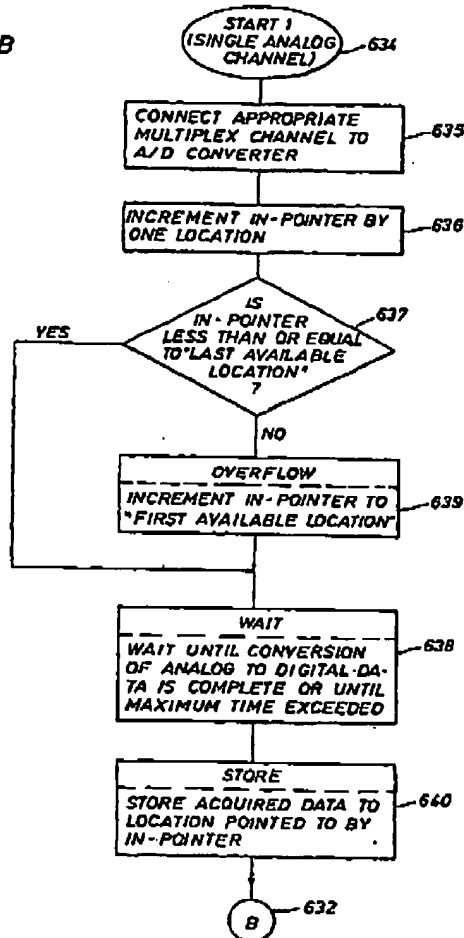 B
START 1
(SINGLE ANALOG
CHANNEL)
634
CONNECT APPROPRIATE
MULTIPLEX CHANNEL TO
A/D CONVERTER
635
INCREMENT IN-POINTER BY
ONE LOCATION
636
IS
IN-POINTER
LESS THAN OR EQUAL
TO "LAST AVAILABLE
LOCATION"
?
637
YES
NO
OVERFLOW
INCREMENT IN-POINTER TO
"FIRST AVAILABLE LOCATION"
639
WAIT
WAIT UNTIL CONVERSION
OF ANALOG TO DIGITAL-DA-
TA IS COMPLETE OR UNTIL
MAXIMUM TIME EXCEEDED
638
STORE
STORE ACQUIRED DATA TO
LOCATION POINTED TO BY
IN-POINTER
640
B
632